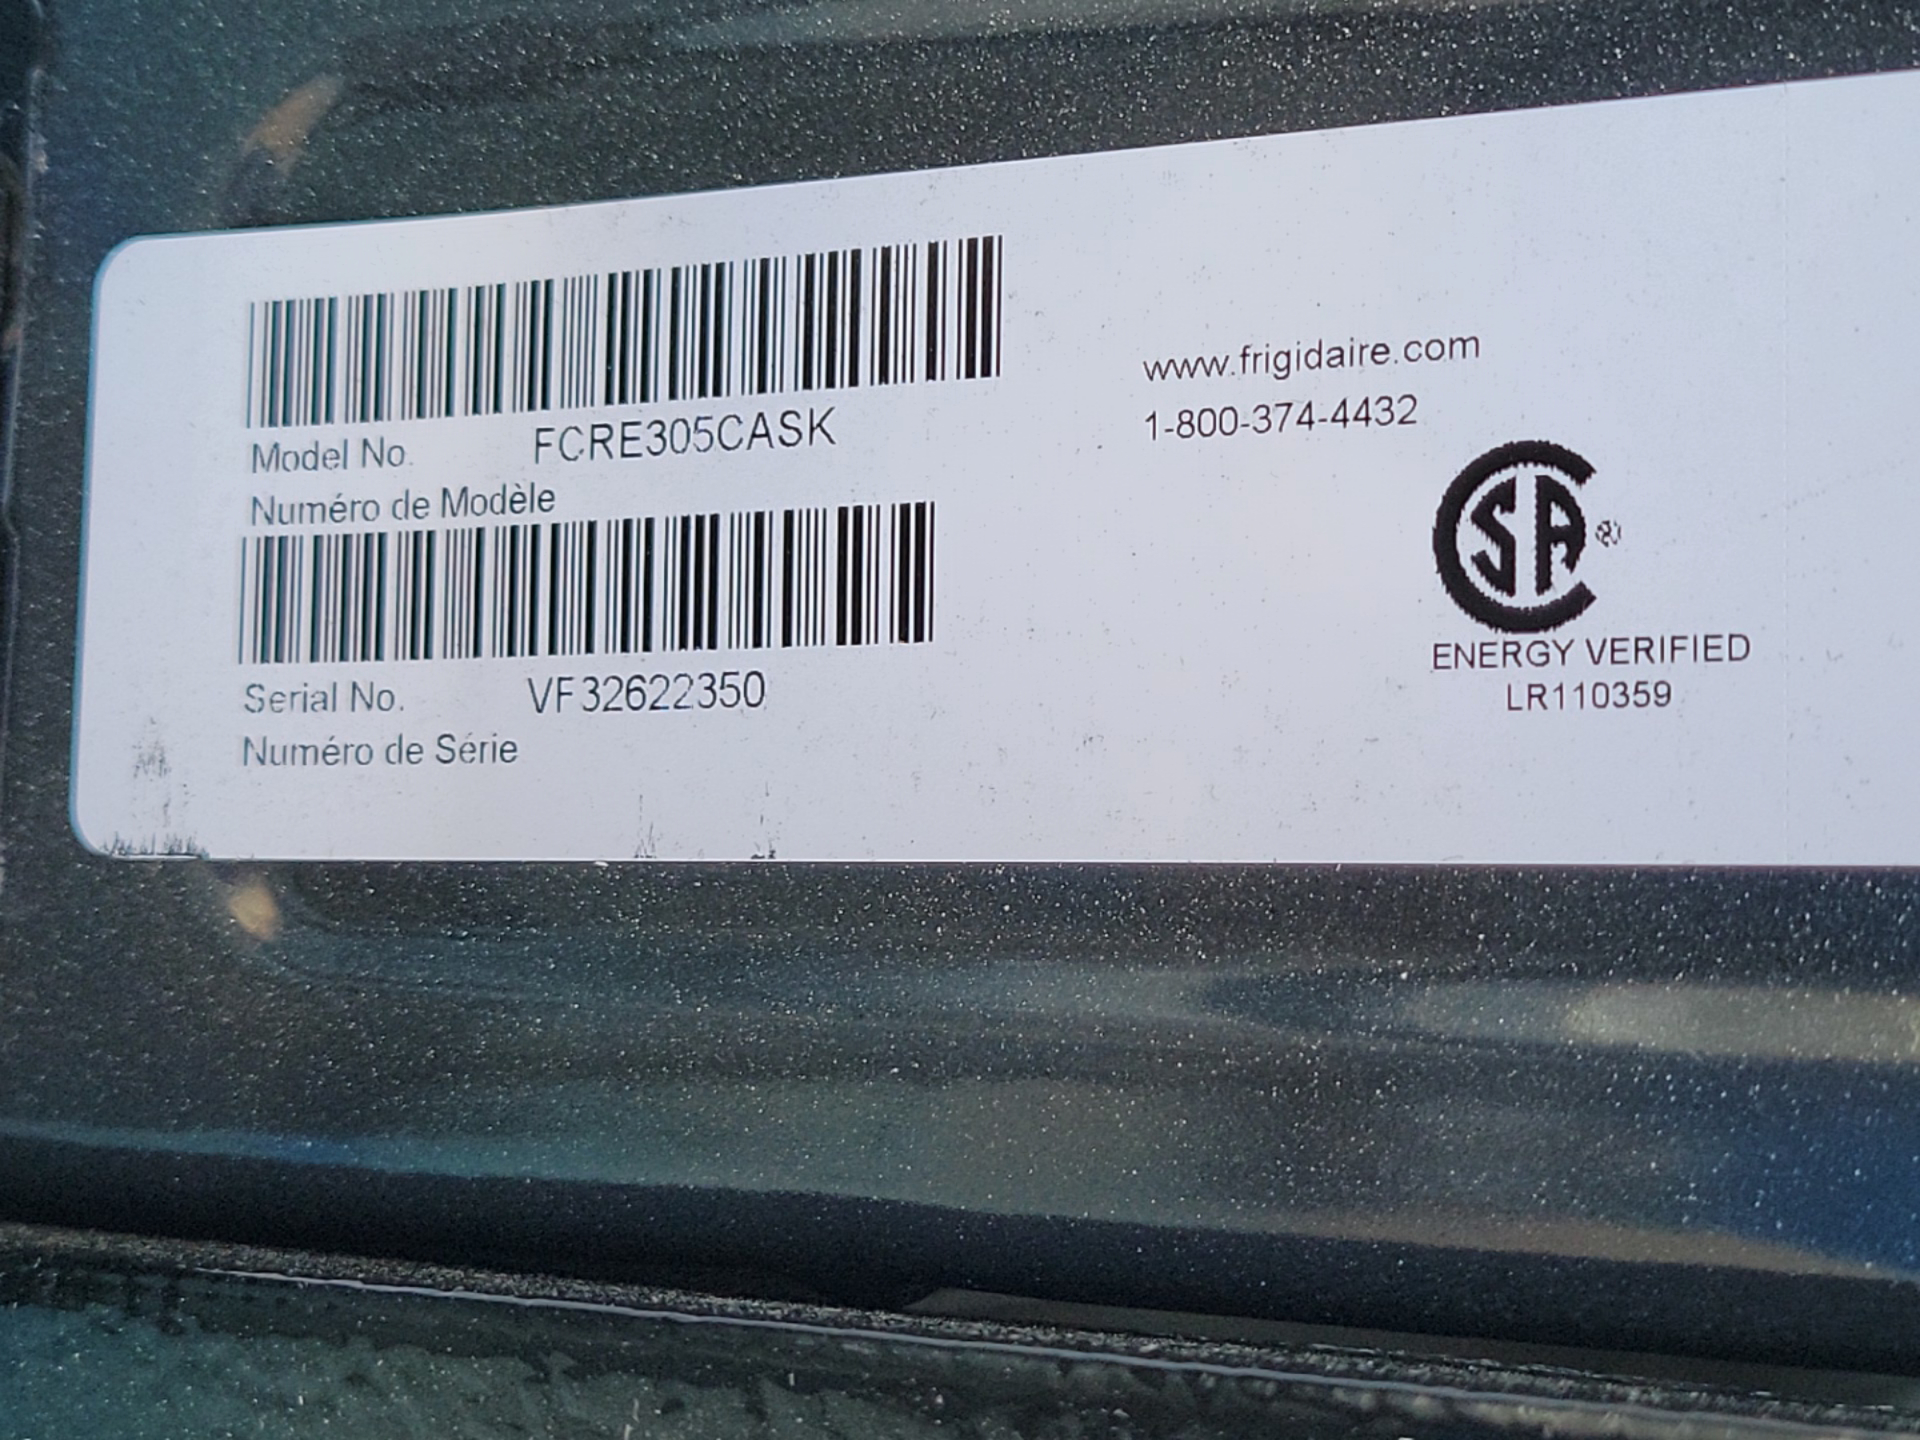 Model No. FCRE305CASK
Numéro de Modèle
Serial No. VF32622350
Numéro de Série
www.frigidaire.com
1-800-374-4432
CSA ®
ENERGY VERIFIED
LR110359